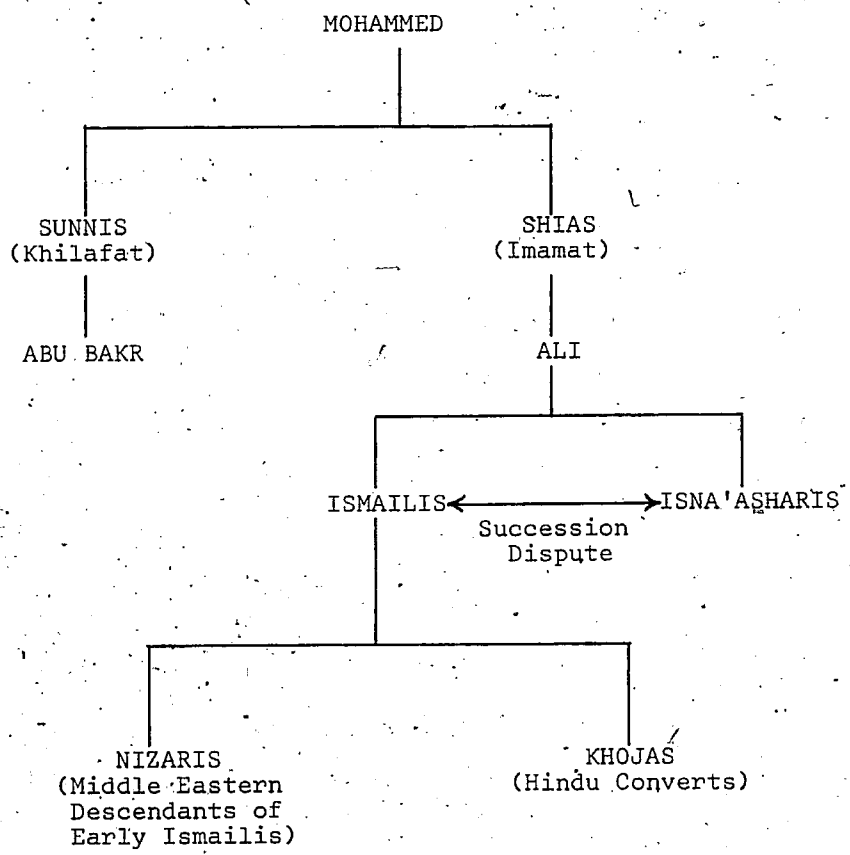 MOHAMMED
SUNNIS
(Khilafat)
SHIAS
(Imamat)
ABU BAKR
ALI
ISMAILIS
ISNA'ASHARIS
Succession
Dispute
NIZARIS
(Middle Eastern
Descendants of
Early Ismailis)
KHOJAS
(Hindu Converts)